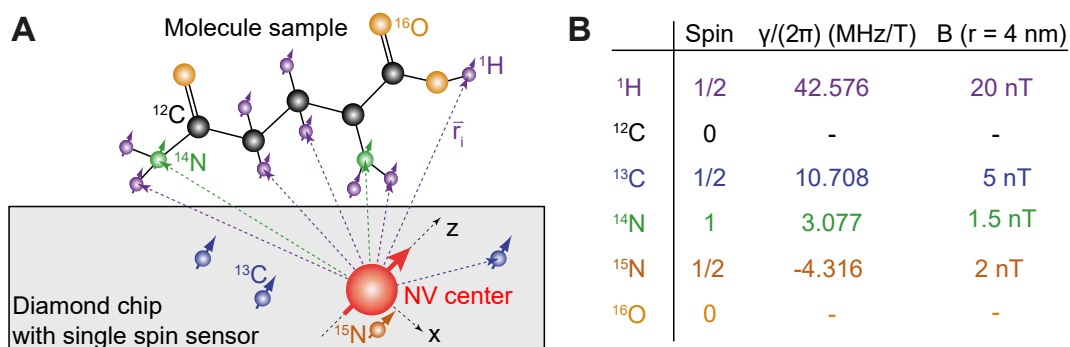 A
Molecule sample
¹⁶O
¹H
¹²C
r⃗ᵢ
¹⁴N
z
¹³C
NV center
Diamond chip
with single spin sensor
¹⁵N
x
B
Spin γ/(2π) (MHz/T) B (r = 4 nm)
¹H 1/2 42.576 20 nT
¹²C 0 - -
¹³C 1/2 10.708 5 nT
¹⁴N 1 3.077 1.5 nT
¹⁵N 1/2 -4.316 2 nT
¹⁶O 0 - -